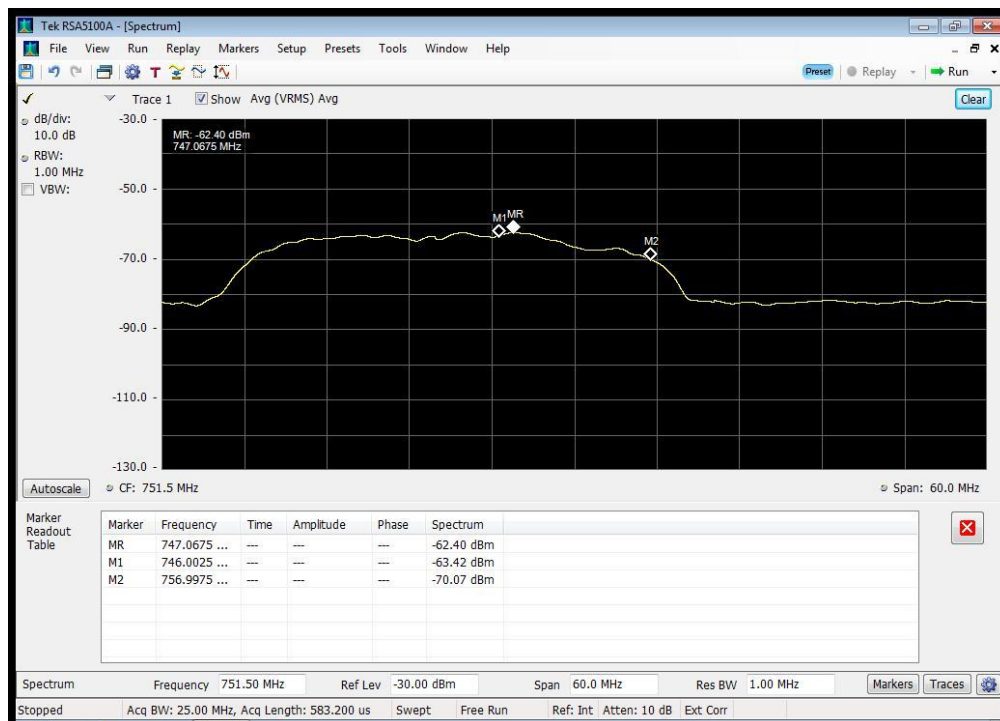 Tek RSA5100A - [Spectrum]
File View Run Replay Markers Setup Presets Tools Window Help
T Preset Replay Run
Trace 1 Show Avg (VRMS) Avg Clear
dB/div:
10.0 dB
RBW:
1.00 MHz
VBW:
-30.0 -
MR: -62.40 dBm
747.0675 MHz
-50.0 -
M1 MR
M2
-70.0 -
-90.0 -
-110.0 -
-130.0 -
Autoscale CF: 751.5 MHz Span: 60.0 MHz
Marker
Readout
Table
Marker Frequency Time Amplitude Phase Spectrum
MR 747.0675 ... --- --- --- -62.40 dBm
M1 746.0025 ... --- --- --- -63.42 dBm
M2 756.9975 ... --- --- --- -70.07 dBm
Spectrum Frequency 751.50 MHz Ref Lev -30.00 dBm Span 60.0 MHz Res BW 1.00 MHz Markers Traces
Stopped Acq BW: 25.00 MHz, Acq Length: 583.200 us Swept Free Run Ref: Int Atten: 10 dB Ext Corr